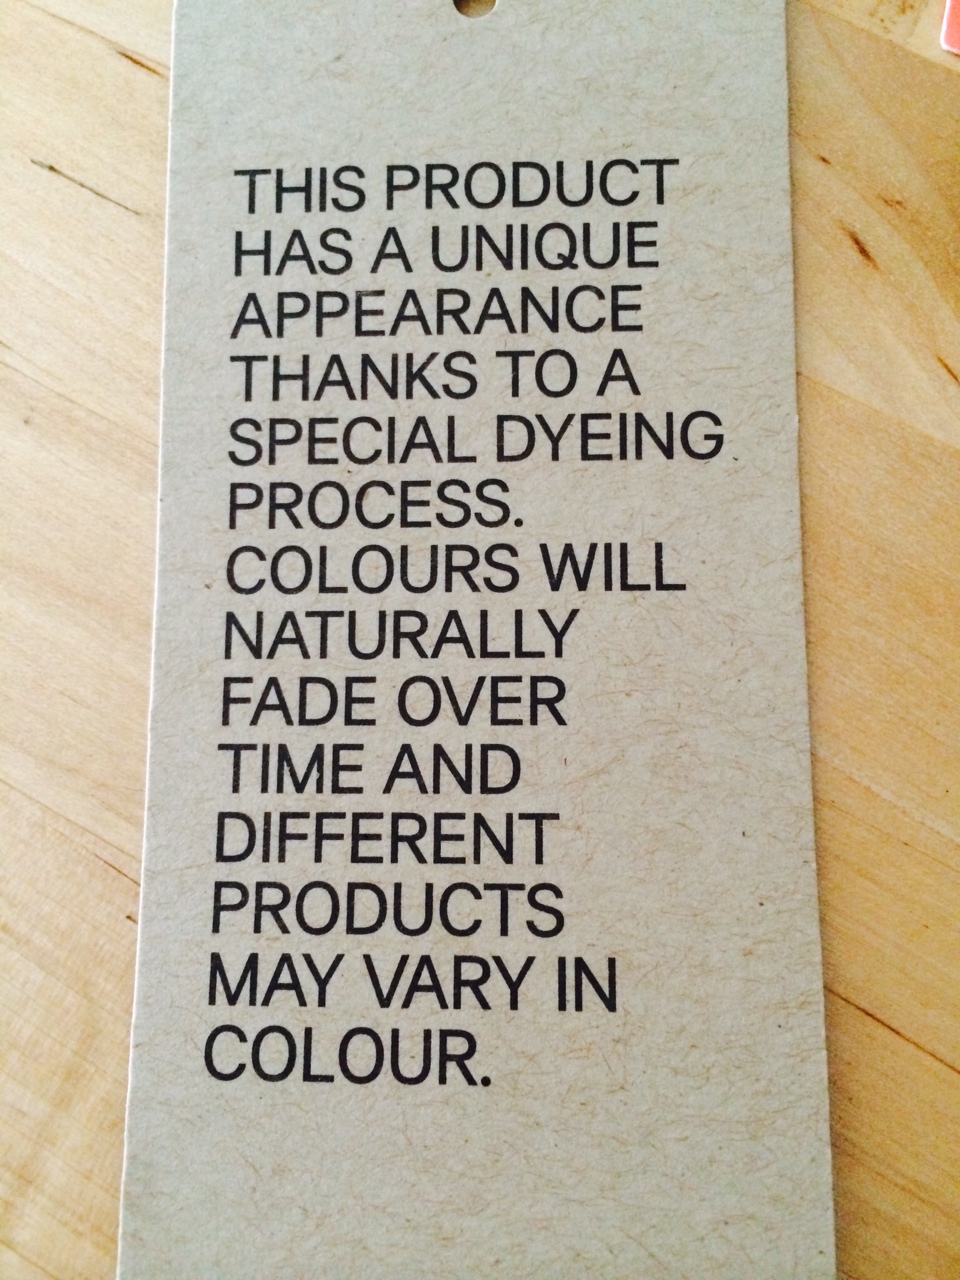 THIS PRODUCT
HAS A UNIQUE
APPEARANCE
THANKS TO A
SPECIAL DYEING
PROCESS.
COLOURS WILL
NATURALLY
FADE OVER
TIME AND
DIFFERENT
PRODUCTS
MAY VARY IN
COLOUR.